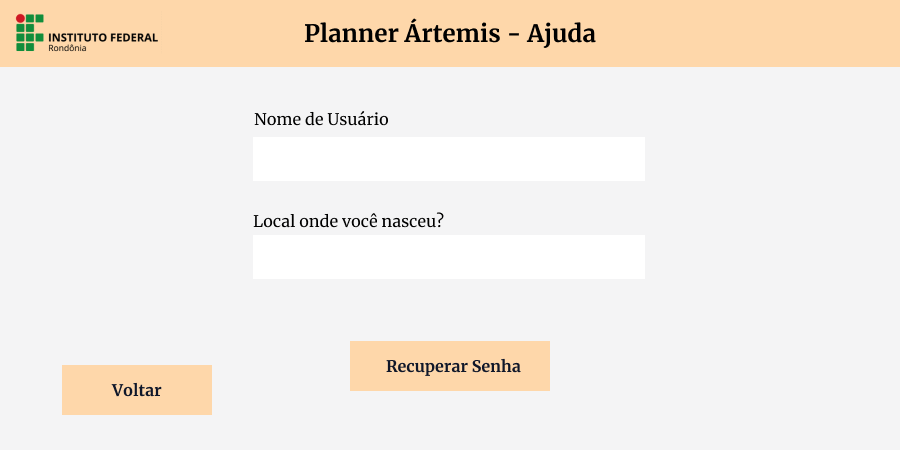 INSTITUTO FEDERAL
Rondônia
Planner Ártemis - Ajuda
Nome de Usuário
Local onde você nasceu?
Recuperar Senha
Voltar